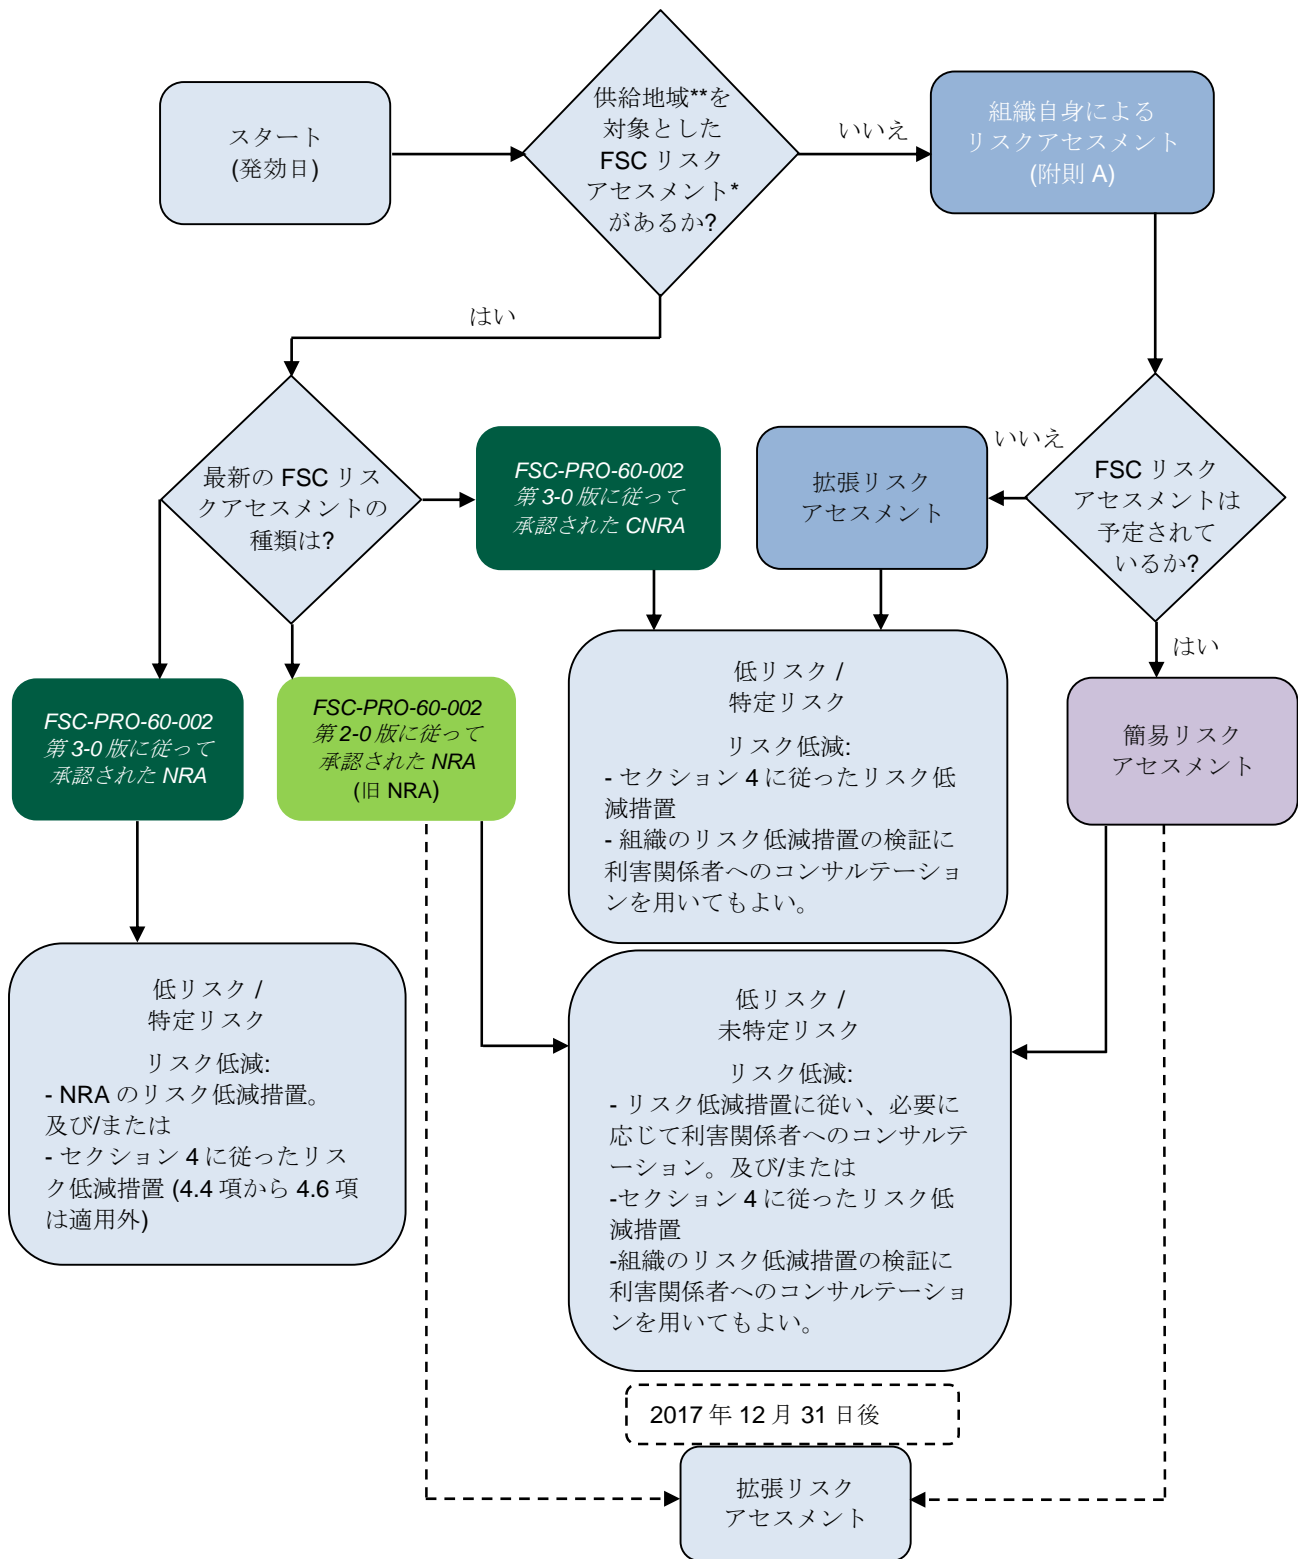 スタート
(発効日)
供給地域**を
対象とした
FSC リスク
アセスメント*
があるか?
いいえ
組織自身による
リスクアセスメント
(附則 A)
はい
最新の FSC リス
クアセスメントの
種類は?
FSC-PRO-60-002
第 3-0 版に従って
承認された CNRA
拡張リスク
アセスメント
いいえ
FSC リスク
アセスメントは
予定されて
いるか?
はい
FSC-PRO-60-002
第 3-0 版に従って
承認された NRA
FSC-PRO-60-002
第 2-0 版に従って
承認された NRA
(旧 NRA)
低リスク /
特定リスク
リスク低減:
- セクション 4 に従ったリスク低
減措置
- 組織のリスク低減措置の検証に
利害関係者へのコンサルテーショ
ンを用いてもよい。
簡易リスク
アセスメント
低リスク /
特定リスク
リスク低減:
- NRA のリスク低減措置。
及び/または
- セクション 4 に従ったリス
ク低減措置 (4.4 項から 4.6 項
は適用外)
低リスク /
未特定リスク
リスク低減:
- リスク低減措置に従い、必要に
応じて利害関係者へのコンサルテ
ーション。及び/または
-セクション 4 に従ったリスク低
減措置
-組織のリスク低減措置の検証に
利害関係者へのコンサルテーショ
ンを用いてもよい。
2017 年 12 月 31 日後
拡張リスク
アセスメント